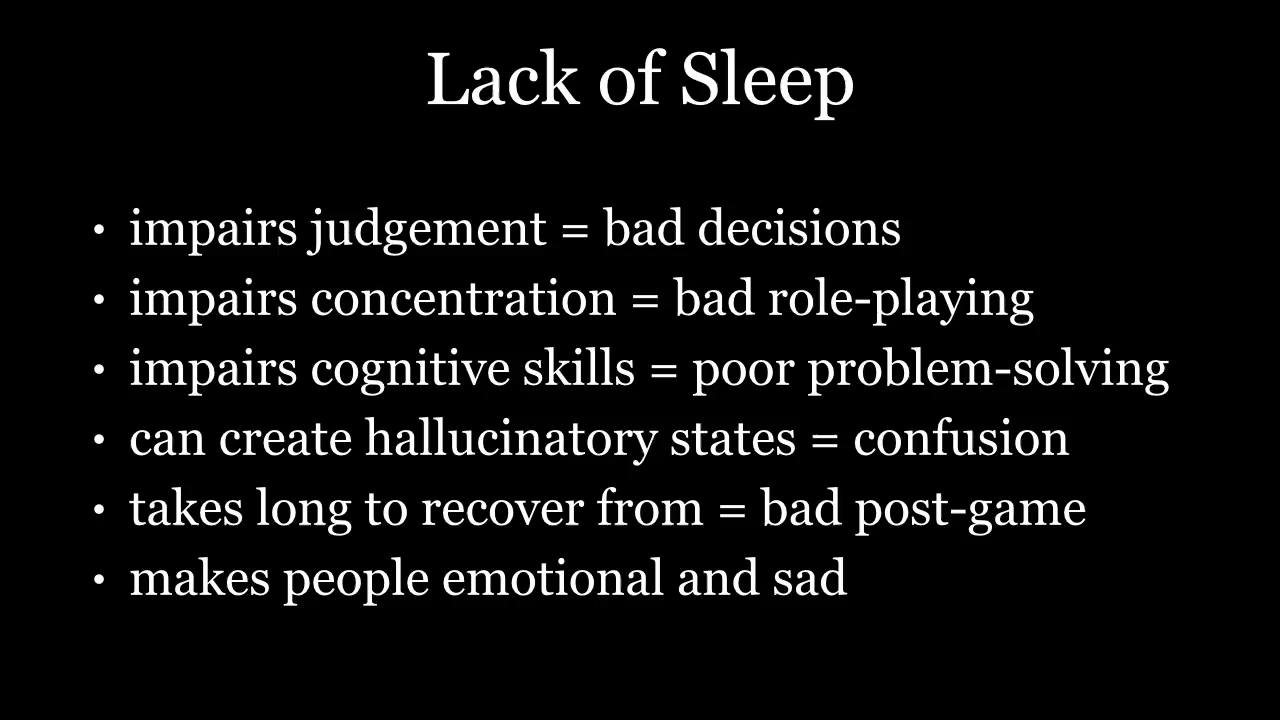 Lack of Sleep
• impairs judgement = bad decisions
• impairs concentration = bad role-playing
• impairs cognitive skills = poor problem-solving
• can create hallucinatory states = confusion
• takes long to recover from = bad post-game
• makes people emotional and sad